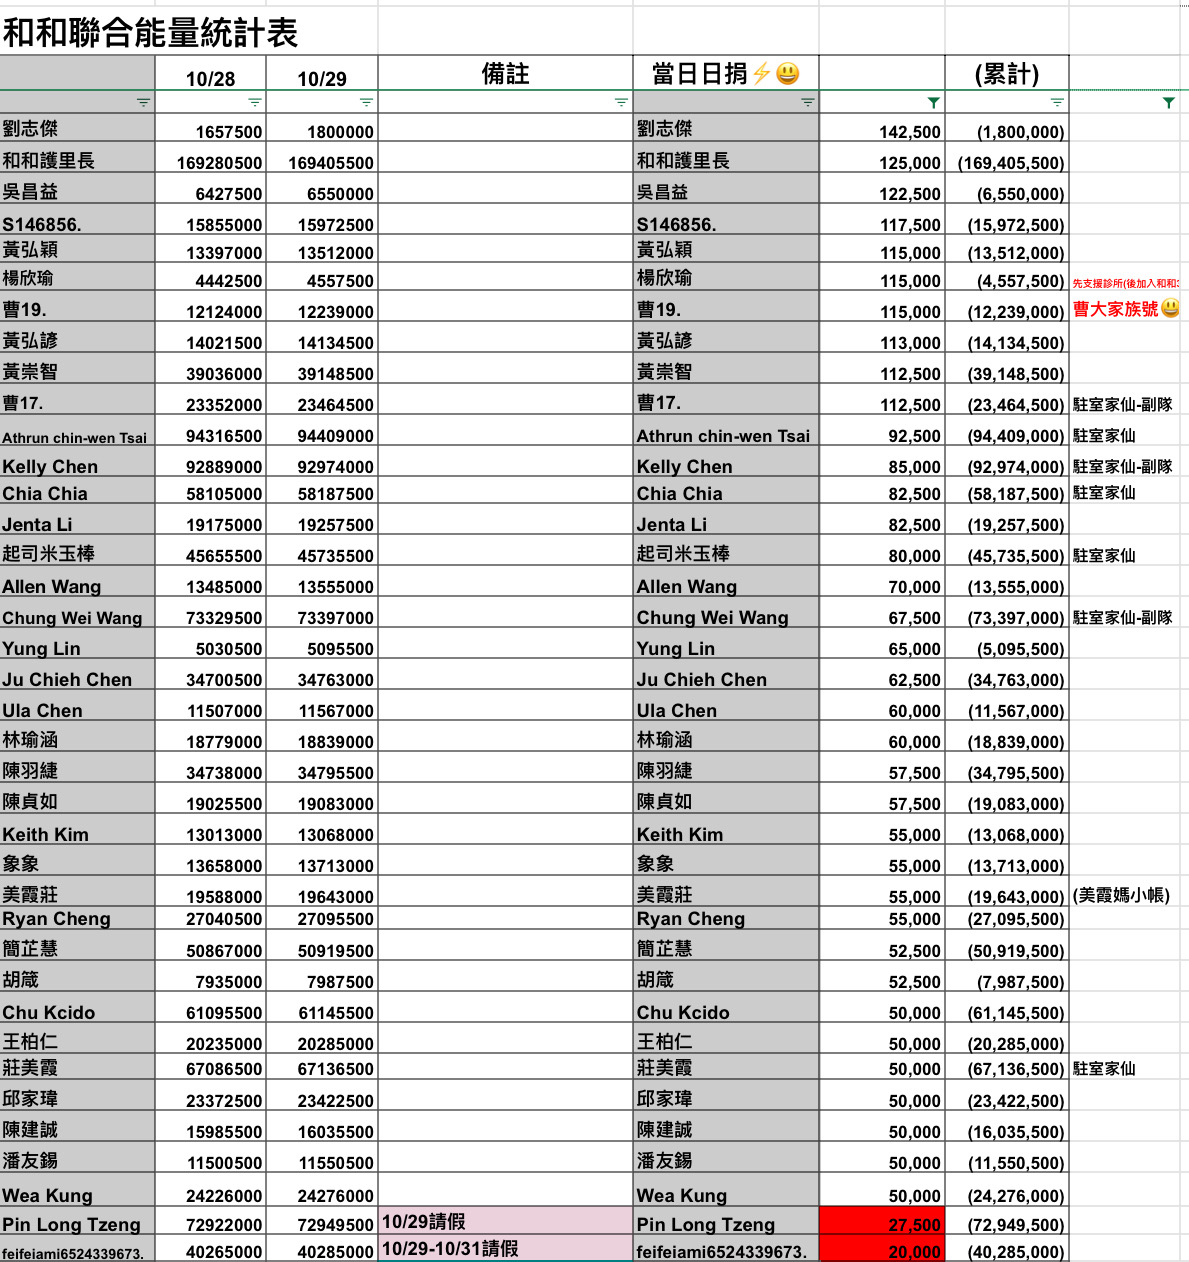 和和聯合能量統計表
10/28 10/29 備註 當日日捐⚡😃 (累計)
劉志傑 1657500 1800000 劉志傑 142,500 (1,800,000)
和和護里長 169280500 169405500 和和護里長 125,000 (169,405,500)
吳昌益 6427500 6550000 吳昌益 122,500 (6,550,000)
S146856. 15855000 15972500 S146856. 117,500 (15,972,500)
黃弘穎 13397000 13512000 黃弘穎 115,000 (13,512,000)
楊欣瑜 4442500 4557500 楊欣瑜 115,000 (4,557,500) 先支援診所(後加入和和
曹19. 12124000 12239000 曹19. 115,000 (12,239,000) 曹大家族號😃
黃弘諺 14021500 14134500 黃弘諺 113,000 (14,134,500)
黃崇智 39036000 39148500 黃崇智 112,500 (39,148,500)
曹17. 23352000 23464500 曹17. 112,500 (23,464,500) 駐室家仙-副隊
Athrun chin-wen Tsai 94316500 94409000 Athrun chin-wen Tsai 92,500 (94,409,000) 駐室家仙
Kelly Chen 92889000 92974000 Kelly Chen 85,000 (92,974,000) 駐室家仙-副隊
Chia Chia 58105000 58187500 Chia Chia 82,500 (58,187,500) 駐室家仙
Jenta Li 19175000 19257500 Jenta Li 82,500 (19,257,500)
起司米玉棒 45655500 45735500 起司米玉棒 80,000 (45,735,500) 駐室家仙
Allen Wang 13485000 13555000 Allen Wang 70,000 (13,555,000)
Chung Wei Wang 73329500 73397000 Chung Wei Wang 67,500 (73,397,000) 駐室家仙-副隊
Yung Lin 5030500 5095500 Yung Lin 65,000 (5,095,500)
Ju Chieh Chen 34700500 34763000 Ju Chieh Chen 62,500 (34,763,000)
Ula Chen 11507000 11567000 Ula Chen 60,000 (11,567,000)
林瑜涵 18779000 18839000 林瑜涵 60,000 (18,839,000)
陳羽緁 34738000 34795500 陳羽緁 57,500 (34,795,500)
陳貞如 19025500 19083000 陳貞如 57,500 (19,083,000)
Keith Kim 13013000 13068000 Keith Kim 55,000 (13,068,000)
象象 13658000 13713000 象象 55,000 (13,713,000)
美霞莊 19588000 19643000 美霞莊 55,000 (19,643,000) (美霞媽小帳)
Ryan Cheng 27040500 27095500 Ryan Cheng 55,000 (27,095,500)
簡芷慧 50867000 50919500 簡芷慧 52,500 (50,919,500)
胡箴 7935000 7987500 胡箴 52,500 (7,987,500)
Chu Kcido 61095500 61145500 Chu Kcido 50,000 (61,145,500)
王柏仁 20235000 20285000 王柏仁 50,000 (20,285,000)
莊美霞 67086500 67136500 莊美霞 50,000 (67,136,500) 駐室家仙
邱家瑋 23372500 23422500 邱家瑋 50,000 (23,422,500)
陳建誠 15985500 16035500 陳建誠 50,000 (16,035,500)
潘友錫 11500500 11550500 潘友錫 50,000 (11,550,500)
Wea Kung 24226000 24276000 Wea Kung 50,000 (24,276,000)
Pin Long Tzeng 72922000 72949500 10/29請假 Pin Long Tzeng 27,500 (72,949,500)
feifeiami6524339673. 40265000 40285000 10/29-10/31請假 feifeiami6524339673. 20,000 (40,285,000)